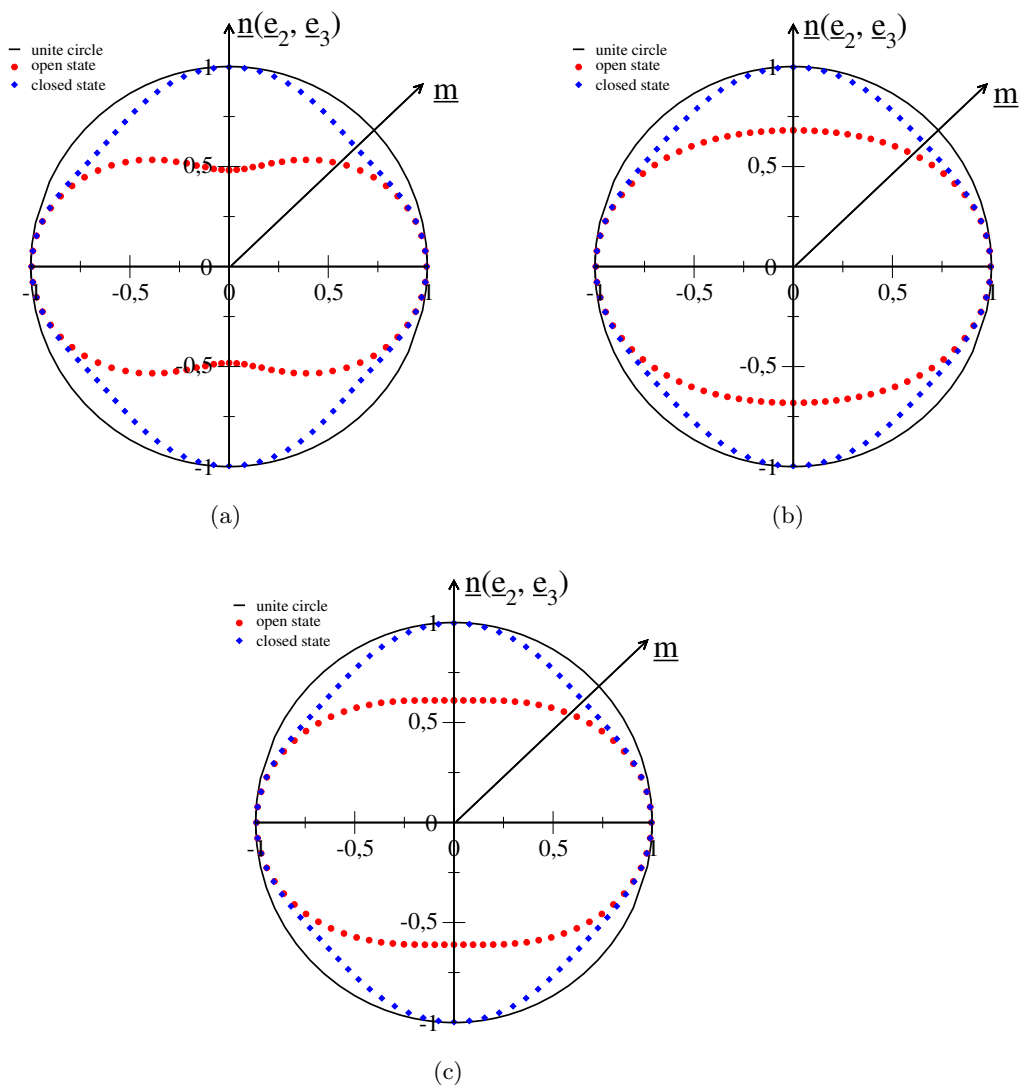 n(e2, e3)
unite circle
open state
closed state
m
1
0,5
0
-1 -0,5 0 0,5 1
-0,5
-1
(a)
n(e2, e3)
unite circle
open state
closed state
m
1
0,5
0
-1 -0,5 0 0,5 1
-0,5
-1
(b)
n(e2, e3)
unite circle
open state
closed state
m
1
0,5
0
-1 -0,5 0 0,5 1
-0,5
-1
(c)